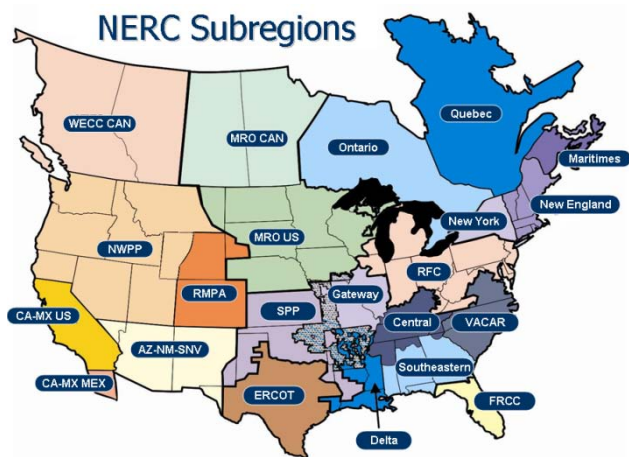 NERC Subregions
WECC CAN
MRO CAN
Ontario
Quebec
Maritimes
New England
New York
NWPP
MRO US
RFC
RMPA
SPP
Gateway
CA-MX US
Central
VACAR
AZ-NM-SNV
Southeastern
CA-MX MEX
ERCOT
FRCC
Delta